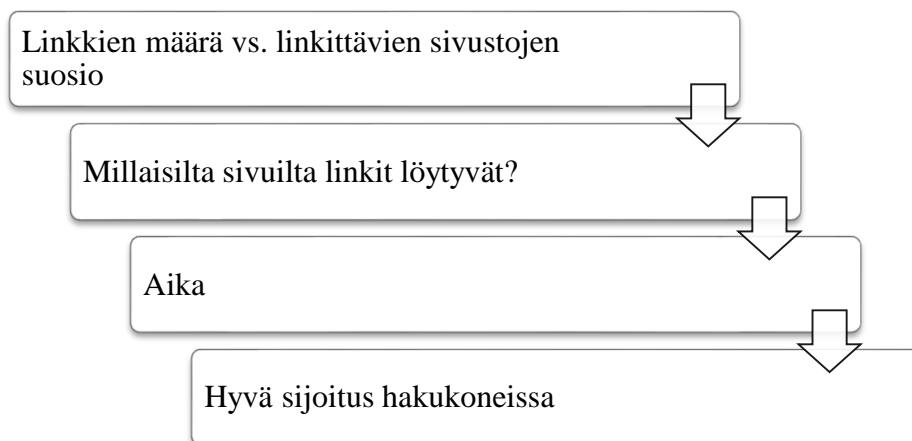 Linkkien määrä vs. linkittävien sivustojen
suosio
Millaisilta sivuilta linkit löytyvät?
Aika
Hyvä sijoitus hakukoneissa